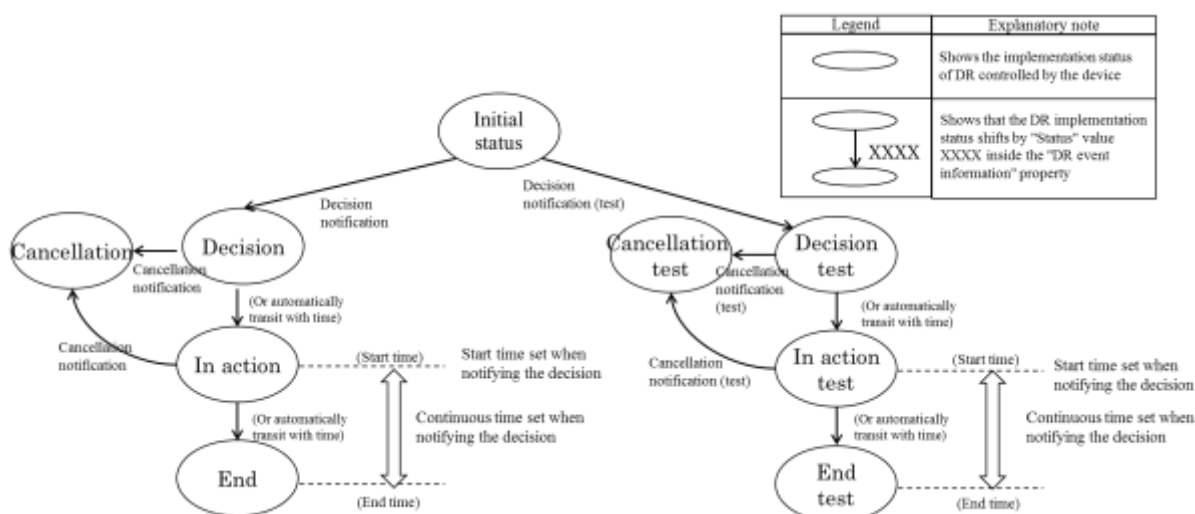 Legend
Explanatory note
Shows the implementation status
of DR controlled by the device
XXXX
Shows that the DR implementation
status shifts by "Status" value
XXXX inside the "DR event
information" property
Initial
status
Decision
notification
Decision
notification (test)
Cancellation
Decision
Cancellation
notification
(Or automatically
transit with time)
Cancellation
notification
In action
(Start time)
Start time set when
notifying the decision
(Or automatically
transit with time)
Continuous time set when
notifying the decision
End
(End time)
Cancellation
test
Decision
test
Cancellation
notification
(test)
(Or automatically
transit with time)
Cancellation
notification (test)
In action
test
(Start time)
Start time set when
notifying the decision
(Or automatically
transit with time)
Continuous time set when
notifying the decision
End
test
(End time)